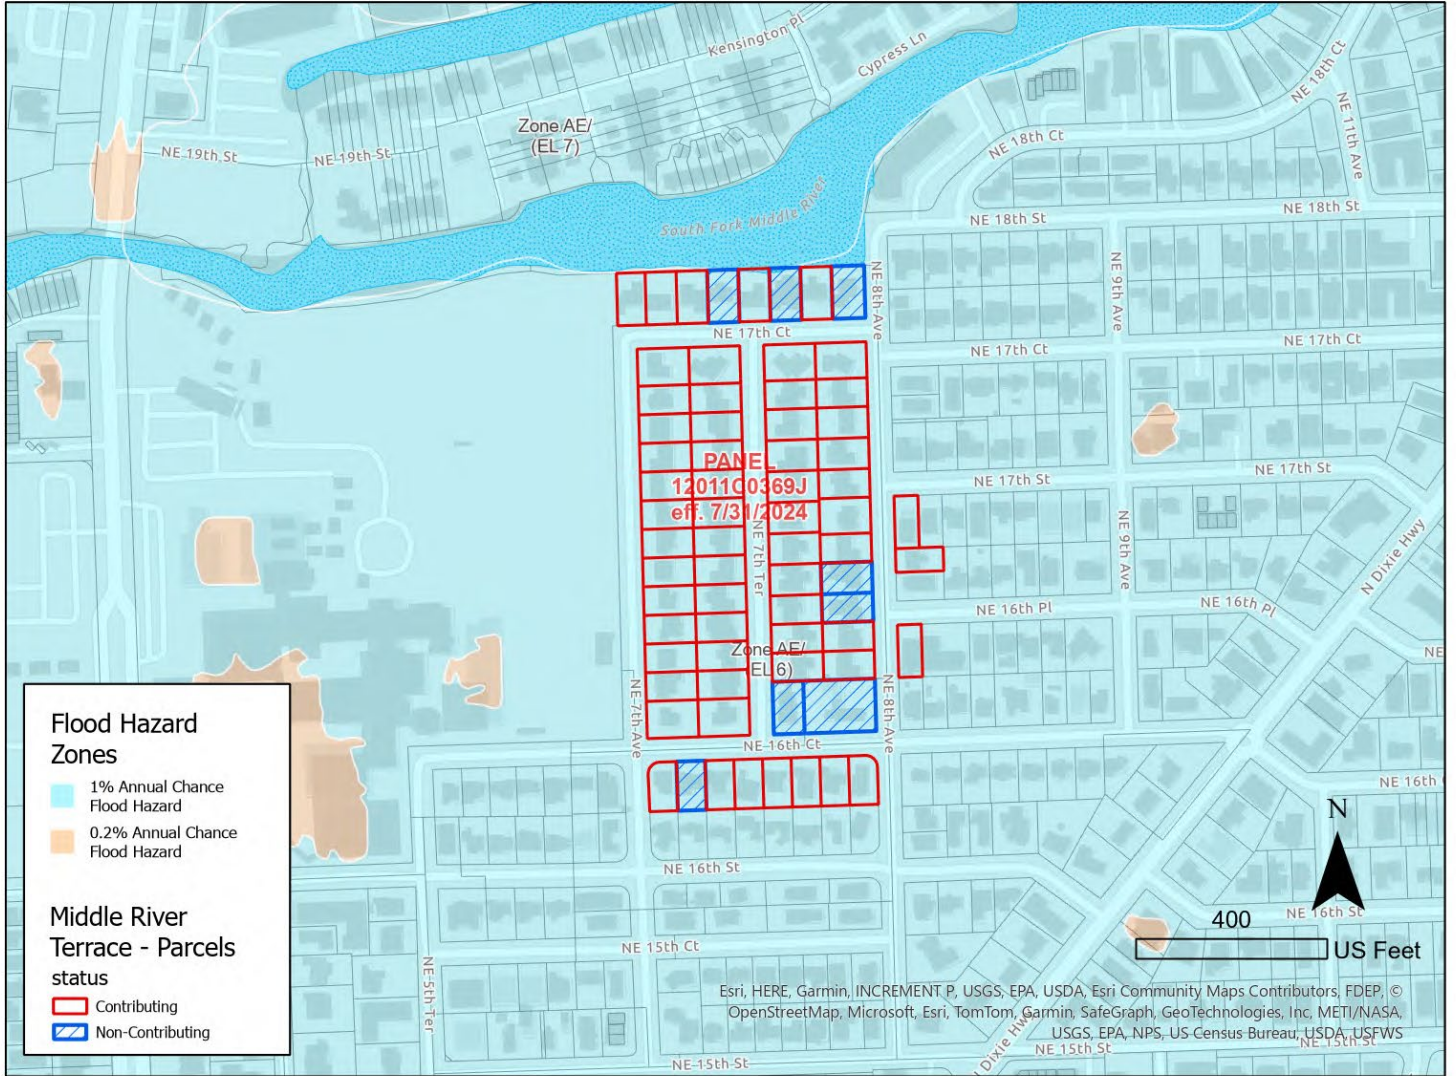 Kensington Pl
Cypress Ln
NE 18th Ct
NE 11th Ave
NE 19th St
NE 19th St
Zone AE/
(EL 7)
NE 18th Ct
South Fork Middle River
NE 18th St
NE 18th St
NE 8th Ave
NE 9th Ave
NE 17th Ct
NE 17th Ct
NE 17th Ct
PANEL
12011C0369J
eff. 7/31/2024
NE 17th St
NE 17th St
NE 7th Ter
NE 9th Ave
N Dixie Hwy
NE 16th Pl
NE 16th Pl
Zone AE/
(EL 6)
NE
NE 7th Ave
NE 8th Ave
NE 16th Ct
NE 16th
NE 16th St
NE 16th St
NE 15th Ct
NE 5th Ter
NE 15th St
NE 15th St
Dixie Hwy
Flood Hazard
Zones
1% Annual Chance
Flood Hazard
0.2% Annual Chance
Flood Hazard
Middle River
Terrace - Parcels
status
Contributing
Non-Contributing
N
400
US Feet
Esri, HERE, Garmin, INCREMENT P, USGS, EPA, USDA, Esri Community Maps Contributors, FDEP, ©
OpenStreetMap, Microsoft, Esri, TomTom, Garmin, SafeGraph, GeoTechnologies, Inc, METI/NASA,
USGS, EPA, NPS, US Census Bureau, USDA, USFWS